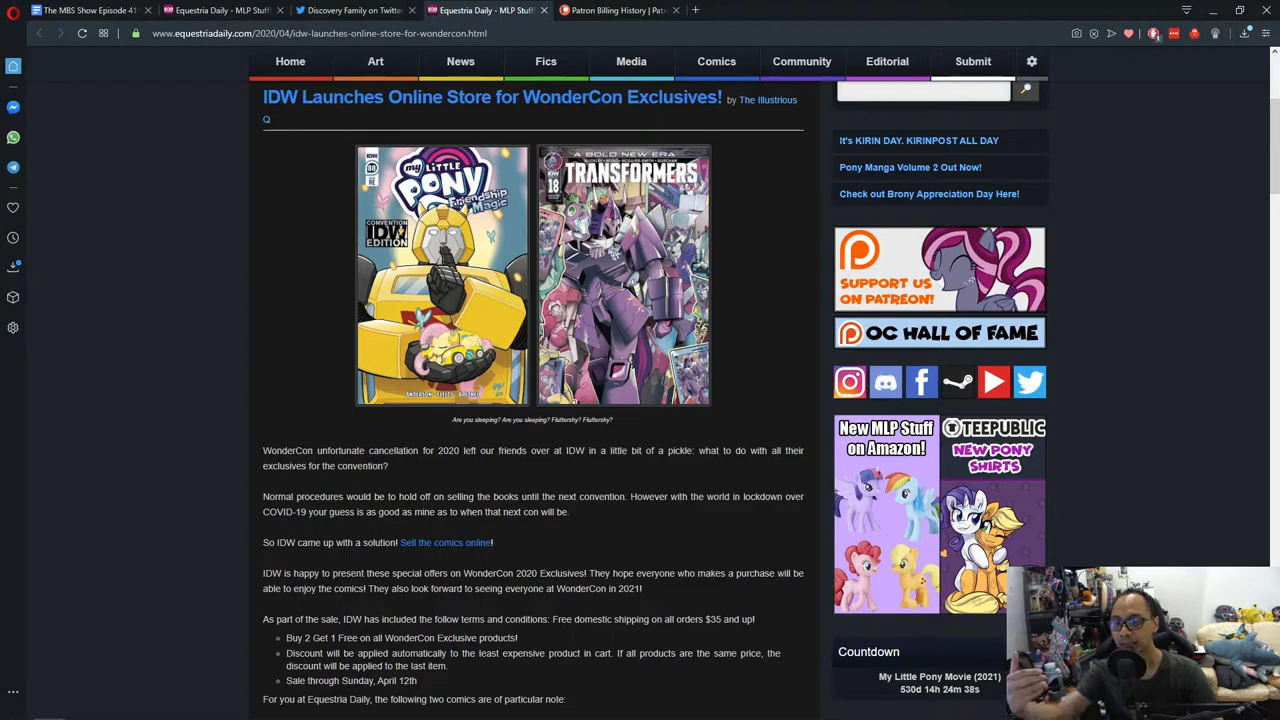 The MBS Show Episode 41
Equestria Daily - MLP Stuff
Discovery Family on Twitter
Equestria Daily - MLP Stuff
Patron Billing History | Pat
www.equestriadaily.com/2020/04/idw-launches-online-store-for-wondercon.html
Home Art News Fics Media Comics Community Editorial Submit
IDW Launches Online Store for WonderCon Exclusives! by The Illustrious
Q
IDW
88
RE
my LITTLE
PONY
Friendship
Magic
CONVENTION
IDW
EDITION
ANDERSON
A BOLD NEW ERA
TRANSFORMERS
IDW
18
Are you sleeping? Are you sleeping? Fluttershy? Fluttershy?
WonderCon unfortunate cancellation for 2020 left our friends over at IDW in a little bit of a pickle: what to do with all their
exclusives for the convention?
Normal procedures would be to hold off on selling the books until the next convention. However with the world in lockdown over
COVID-19 your guess is as good as mine as to when that next con will be.
So IDW came up with a solution! Sell the comics online!
IDW is happy to present these special offers on WonderCon 2020 Exclusives! They hope everyone who makes a purchase will be
able to enjoy the comics! They also look forward to seeing everyone at WonderCon in 2021!
As part of the sale, IDW has included the follow terms and conditions: Free domestic shipping on all orders $35 and up!
Buy 2 Get 1 Free on all WonderCon Exclusive products!
Discount will be applied automatically to the least expensive product in cart. If all products are the same price, the
discount will be applied to the last item.
Sale through Sunday, April 12th
For you at Equestria Daily, the following two comics are of particular note:
It's KIRIN DAY. KIRINPOST ALL DAY
Pony Manga Volume 2 Out Now!
Check out Brony Appreciation Day Here!
SUPPORT US
ON PATREON!
OC HALL OF FAME
New MLP Stuff
on Amazon!
TEEPUBLIC
NEW PONY
SHIRTS
Countdown
My Little Pony Movie (2021)
530d 14h 24m 38s